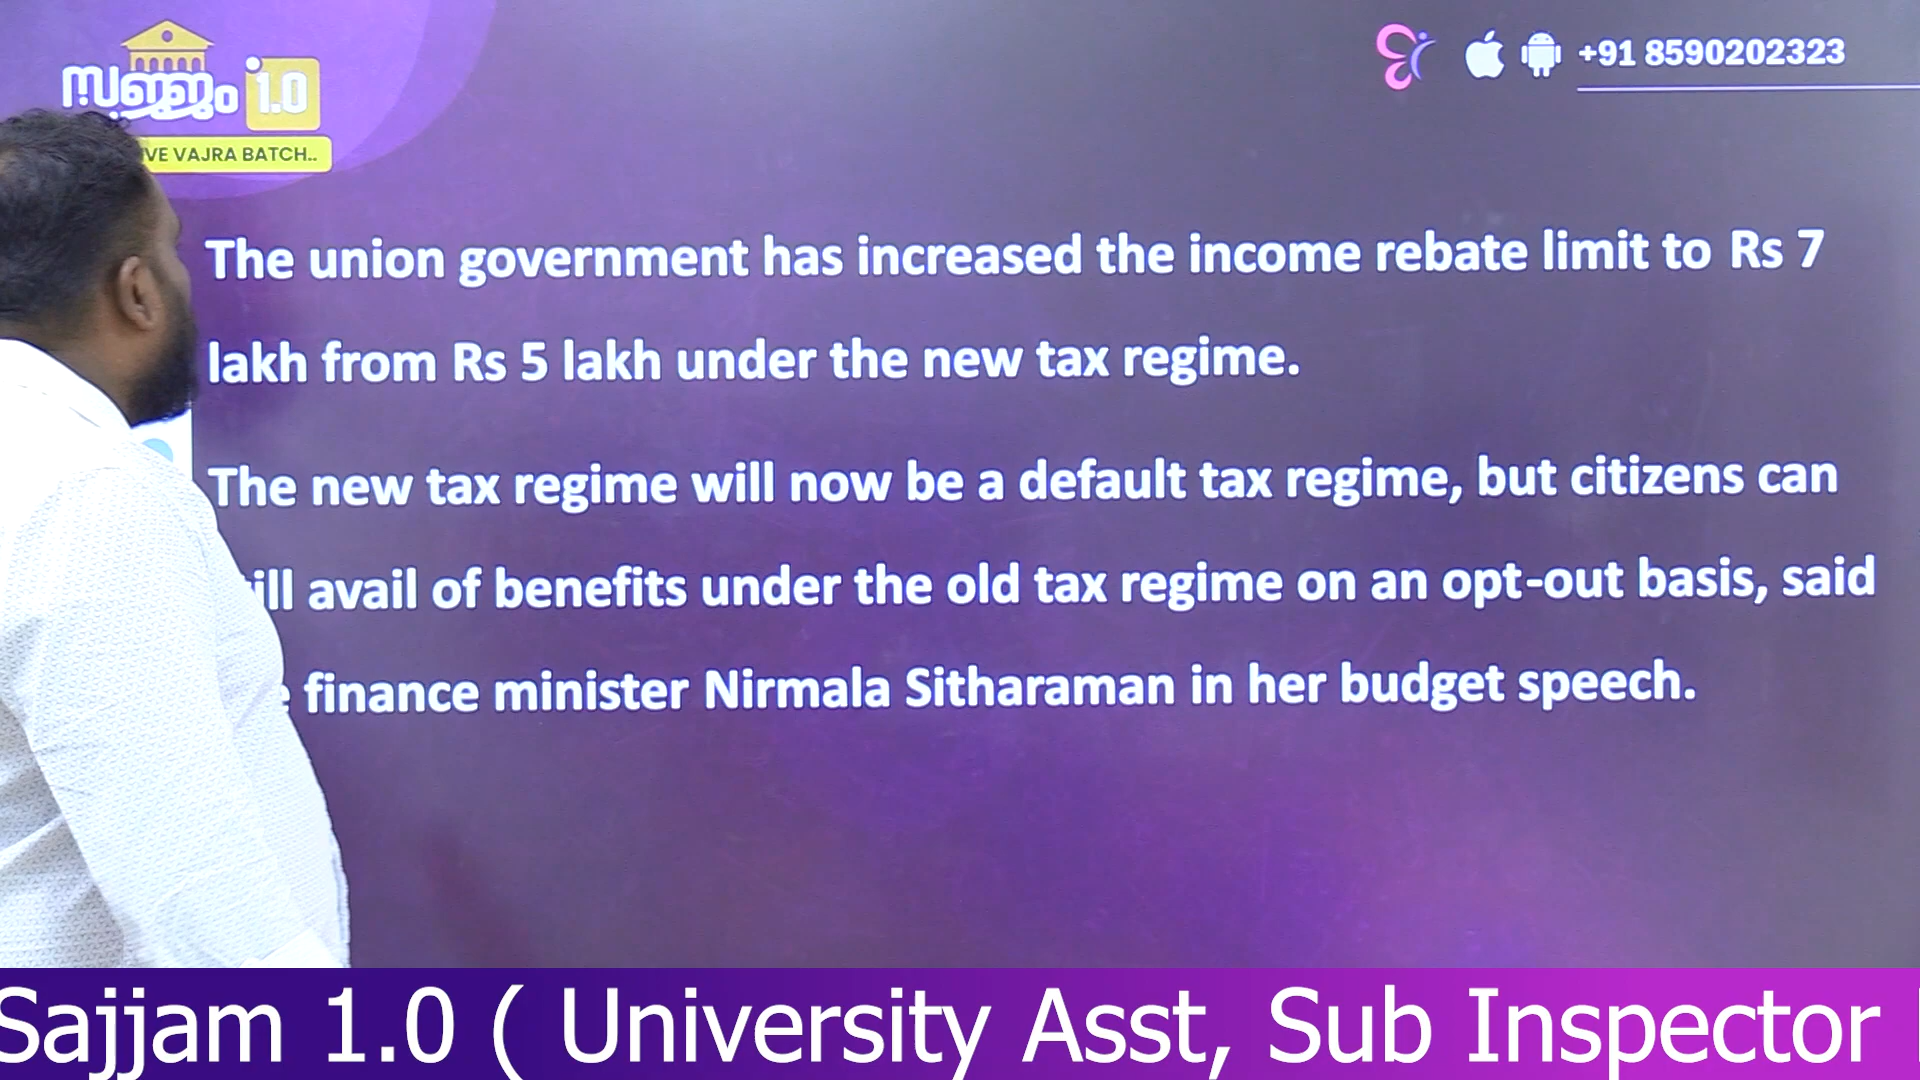 സജ്ജം 1.0
VE VAJRA BATCH..
+91 8590202323
The union government has increased the income rebate limit to Rs 7
lakh from Rs 5 lakh under the new tax regime.
The new tax regime will now be a default tax regime, but citizens can
avail of benefits under the old tax regime on an opt-out basis, said
finance minister Nirmala Sitharaman in her budget speech.
Sajjam 1.0 ( University Asst, Sub Inspector